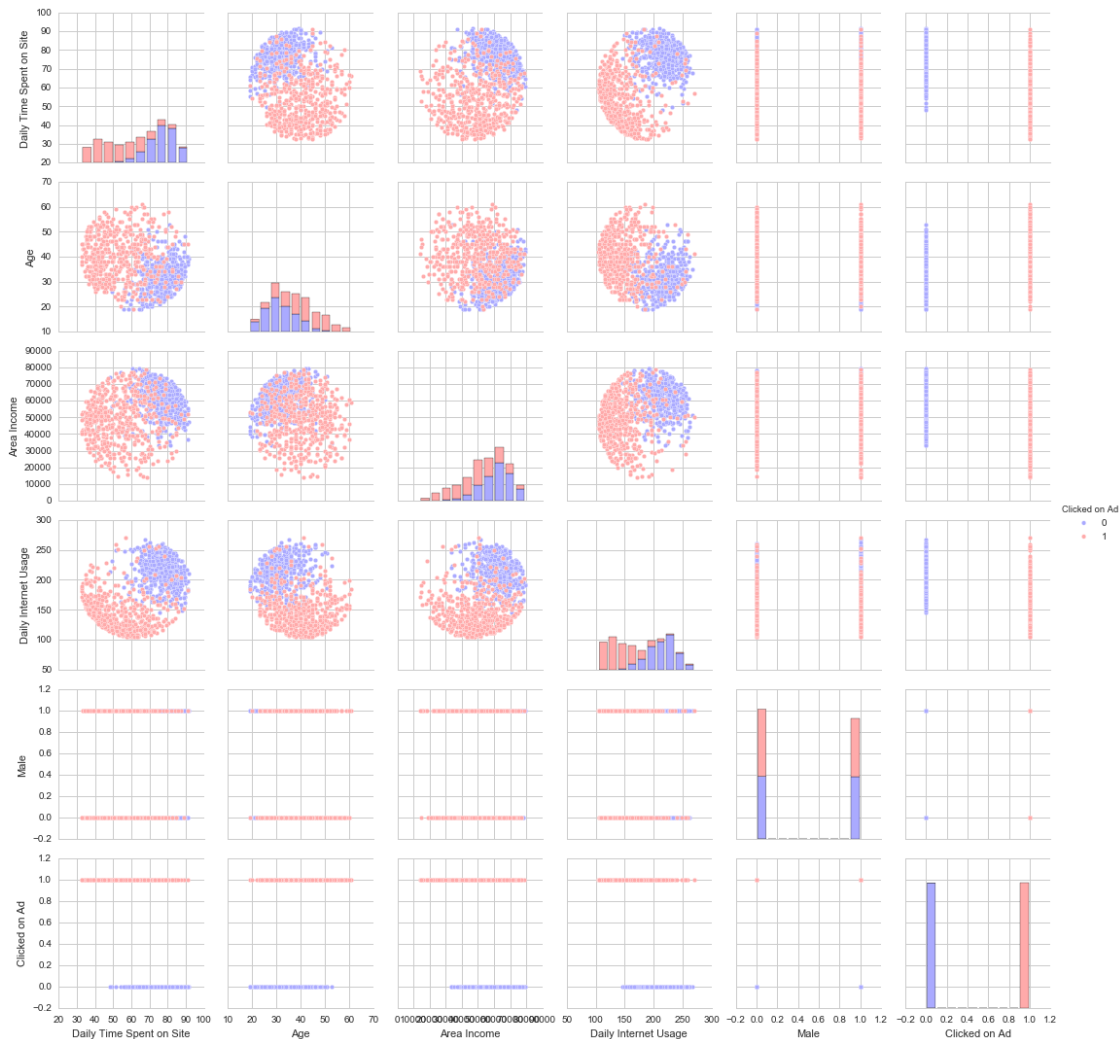 Daily Time Spent on Site
100
90
80
70
60
50
40
30
20
Age
70
60
50
40
30
20
10
Area Income
90000
80000
70000
60000
50000
40000
30000
20000
10000
0
Clicked on Ad
0
1
Daily Internet Usage
300
250
200
150
100
50
Male
1.2
1.0
0.8
0.6
0.4
0.2
0.0
−0.2
Clicked on Ad
1.2
1.0
0.8
0.6
0.4
0.2
0.0
−0.2
20 30 40 50 60 70 80 90 100
10 20 30 40 50 60 70
50 100 150 200 250 300
−0.2 0.0 0.2 0.4 0.6 0.8 1.0 1.2
−0.2 0.0 0.2 0.4 0.6 0.8 1.0 1.2
Daily Time Spent on Site
Age
Area Income
Daily Internet Usage
Male
Clicked on Ad